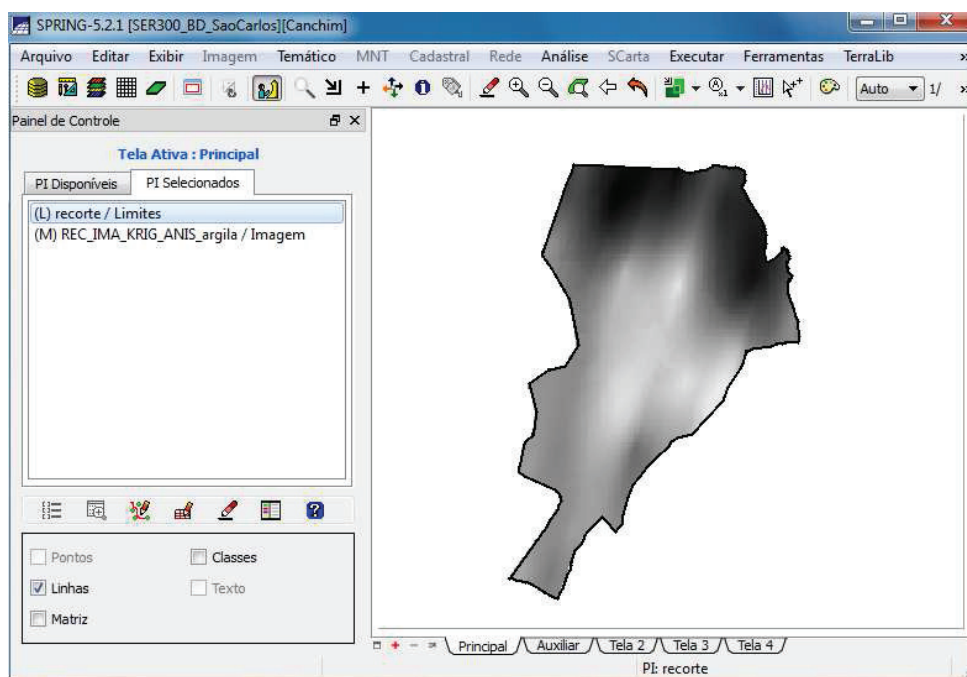 SPRING-5.2.1 [SER300_BD_SaoCarlos][Canchim]
Arquivo Editar Exibir Imagem Temático MNT Cadastral Rede Análise SCarta Executar Ferramentas TerraLib »
Auto 1/ »
Painel de Controle
Tela Ativa : Principal
PI Disponíveis PI Selecionados
(L) recorte / Limites
(M) REC_IMA_KRIG_ANIS_argila / Imagem
Pontos Classes
Linhas Texto
Matriz
Principal Auxiliar Tela 2 Tela 3 Tela 4
PI: recorte